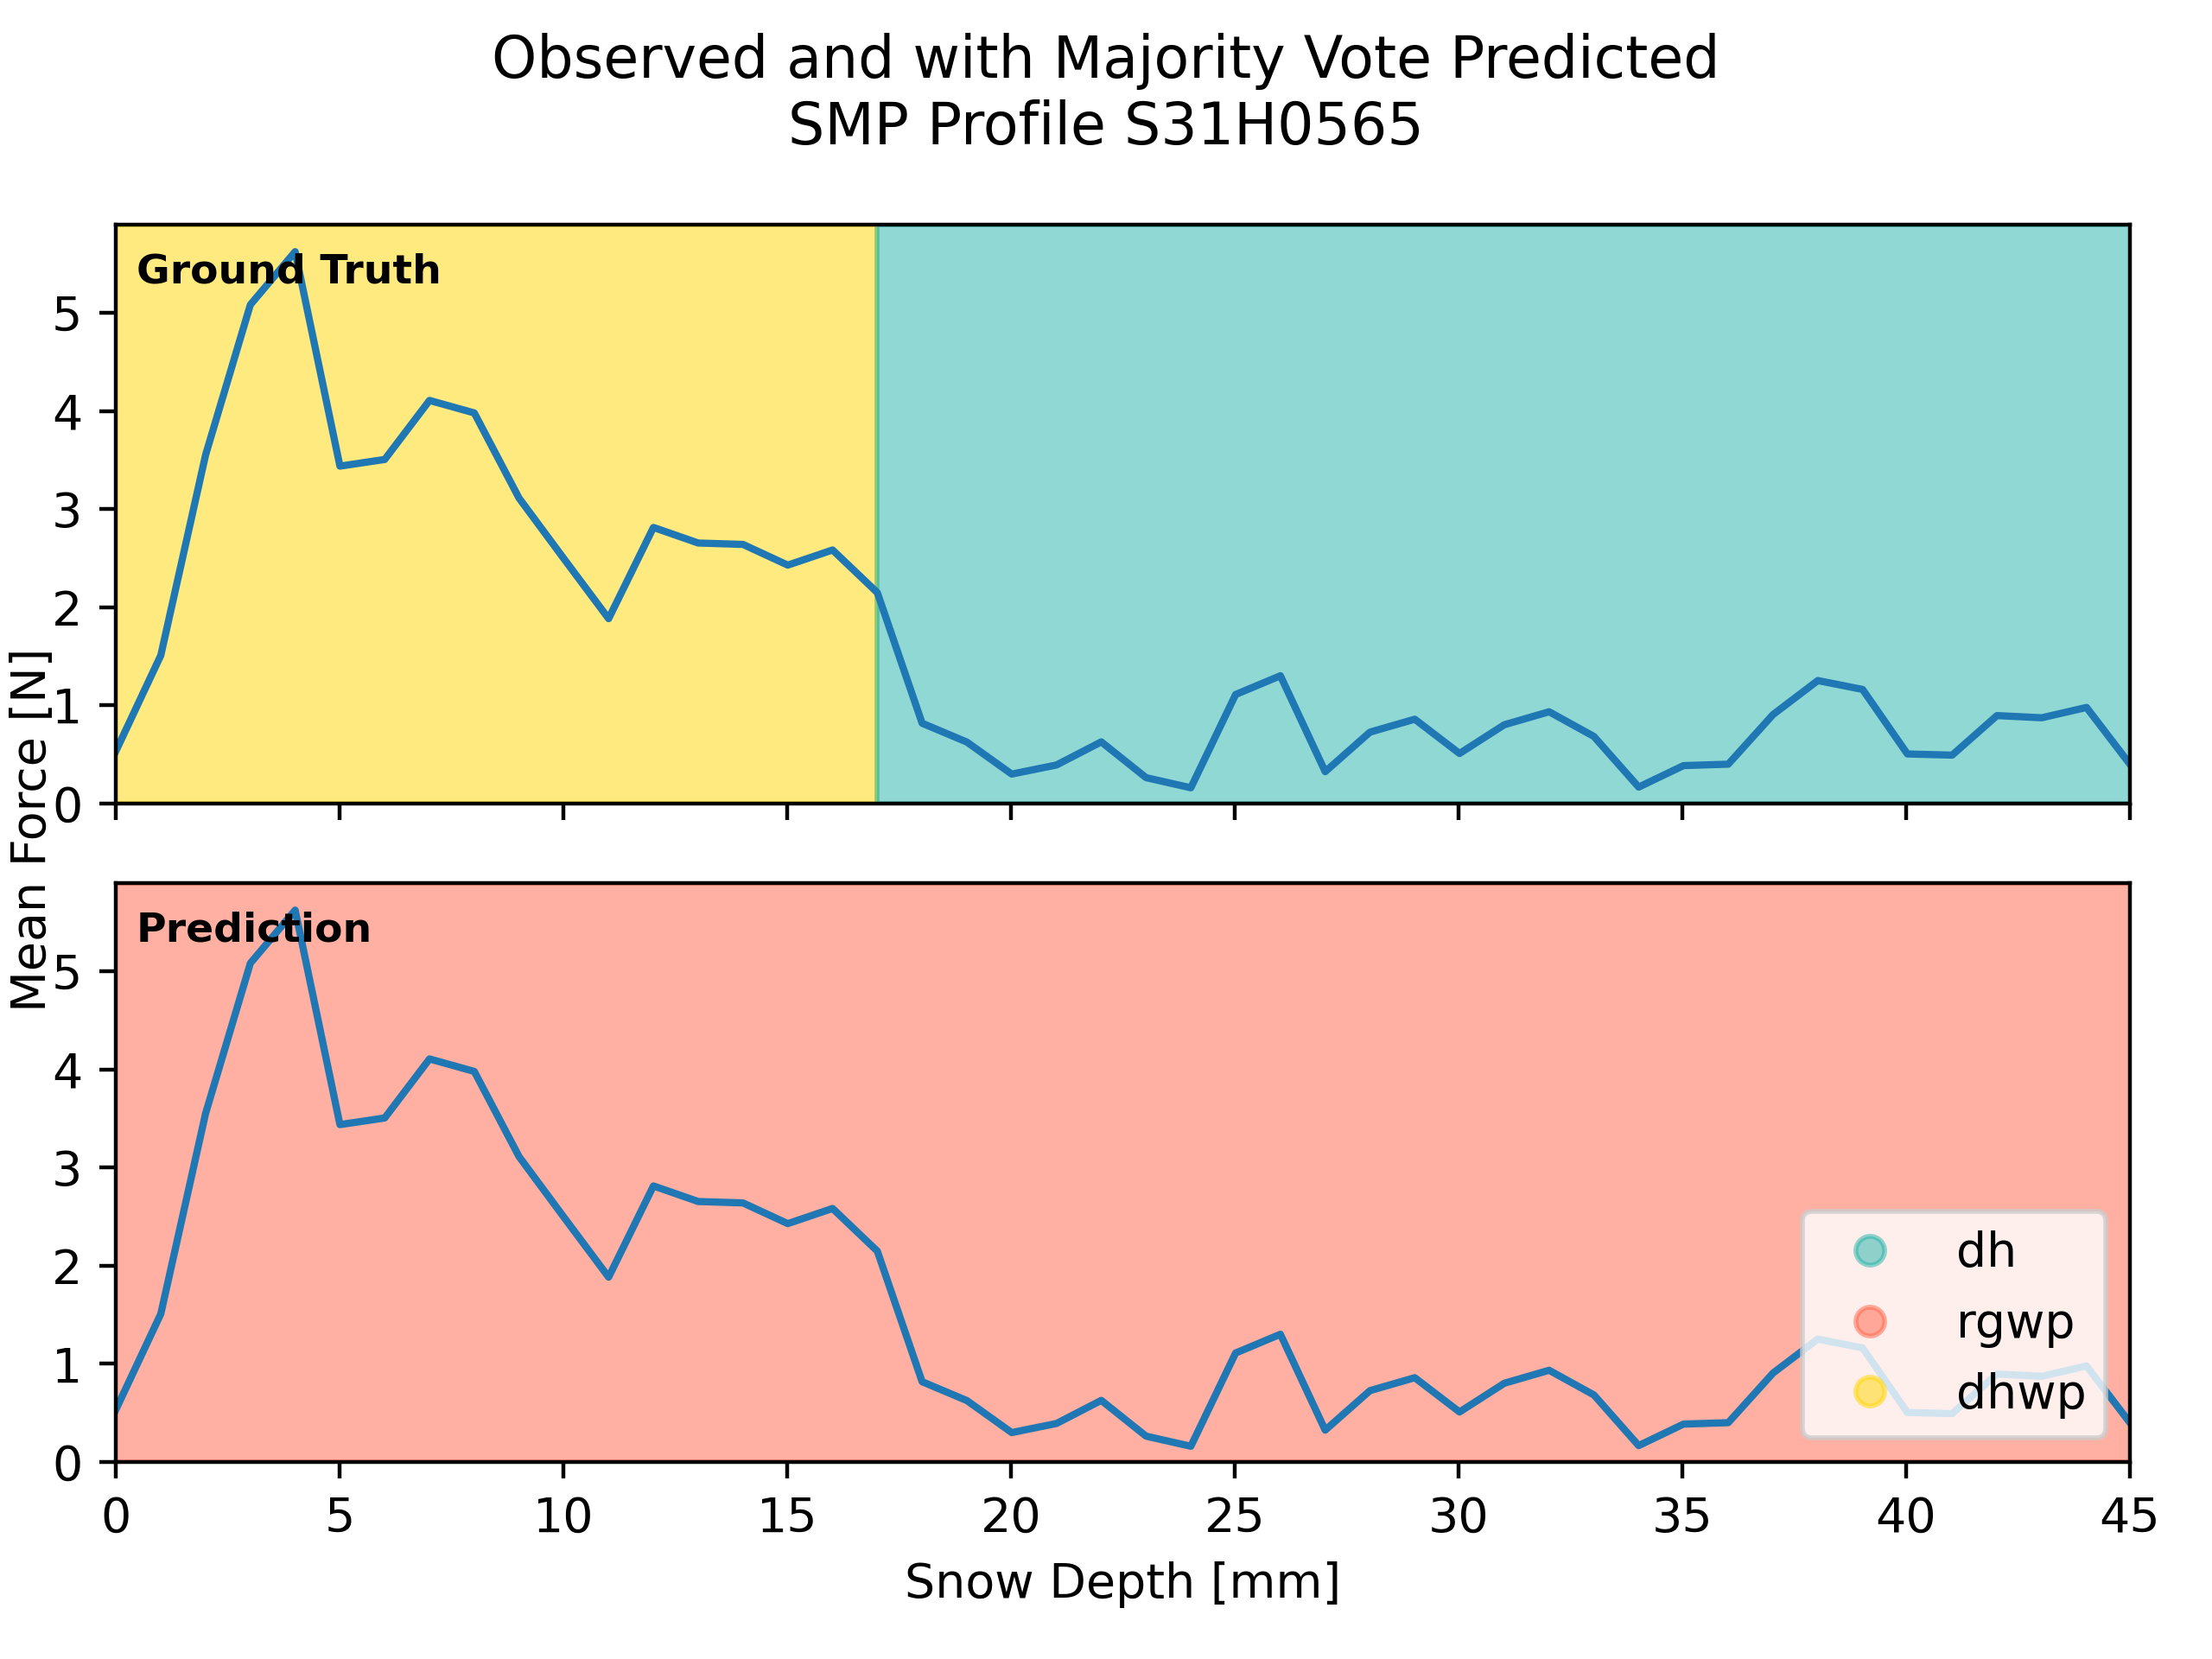 Observed and with Majority Vote Predicted
SMP Profile S31H0565
Ground Truth
5
4
3
2
1
0
Mean Force [N]
Prediction
5
4
3
2
1
0
dh
rgwp
dhwp
0 5 10 15 20 25 30 35 40 45
Snow Depth [mm]